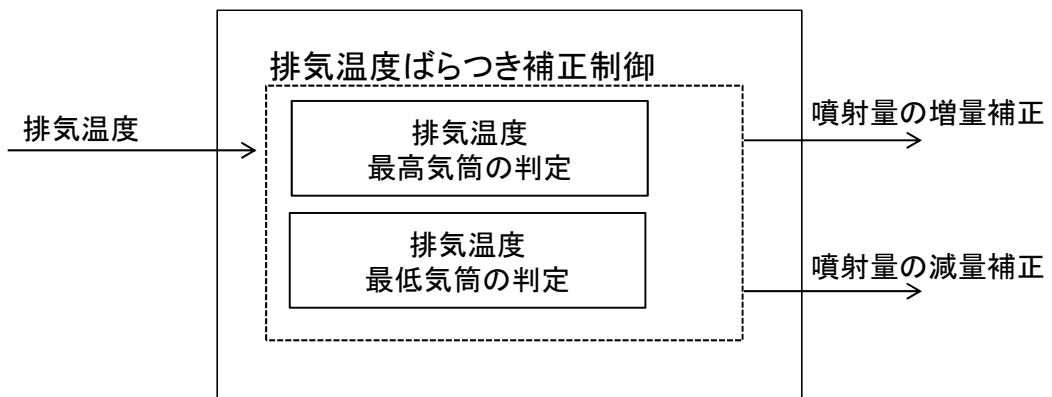 排気温度ばらつき補正制御
排気温度
排気温度
最高気筒の判定
排気温度
最低気筒の判定
噴射量の増量補正
噴射量の減量補正